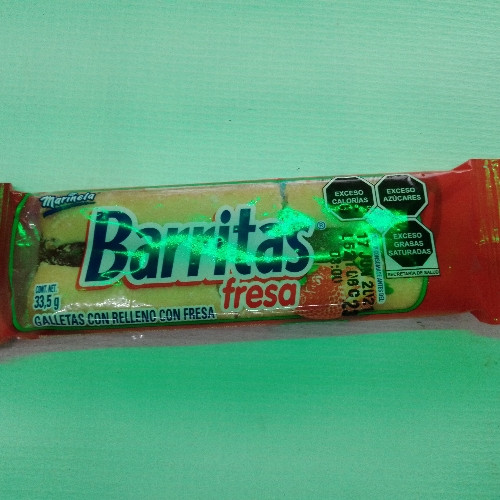 Marinela
Barritas®
fresa
CONT. NET.
33,5 g
GALLETAS CON RELLENO CON FRESA
EXCESO
CALORÍAS
EXCESO
AZÚCARES
EXCESO
GRASAS
SATURADAS
SECRETARÍA DE SALUD